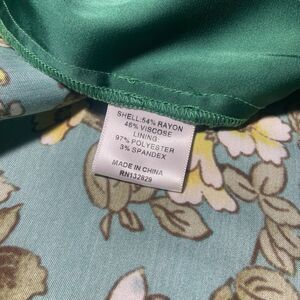 SHELL:54% RAYON
46% VISCOSE
LINING
97% POLYESTER
3% SPANDEX
MADE IN CHINA
RN132829